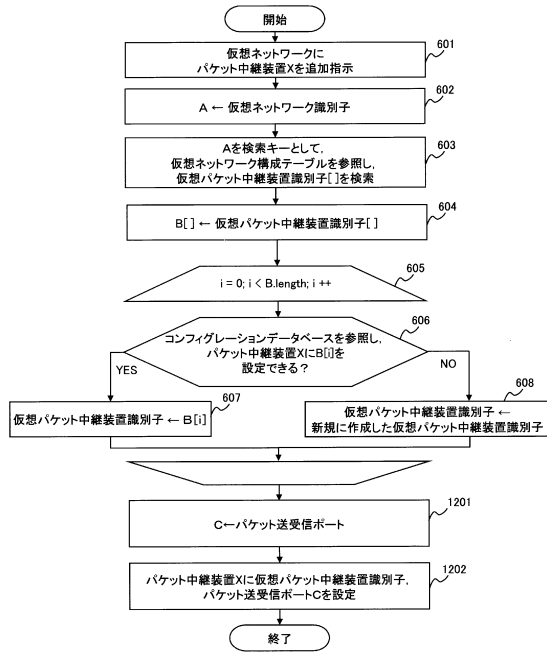 開始
仮想ネットワークに
パケット中継装置Xを追加指示
601
A ← 仮想ネットワーク識別子
602
Aを検索キーとして,
仮想ネットワーク構成テーブルを参照し,
仮想パケット中継装置識別子[ ]を検索
603
B[ ] ← 仮想パケット中継装置識別子[ ]
604
i = 0; i < B.length; i ++
605
コンフィグレーションデータベースを参照し,
パケット中継装置XにB[i]を
設定できる?
606
YES
NO
仮想パケット中継装置識別子 ← B[i]
607
仮想パケット中継装置識別子 ←
新規に作成した仮想パケット中継装置識別子
608
C←パケット送受信ポート
1201
パケット中継装置Xに仮想パケット中継装置識別子,
パケット送受信ポートCを設定
1202
終了